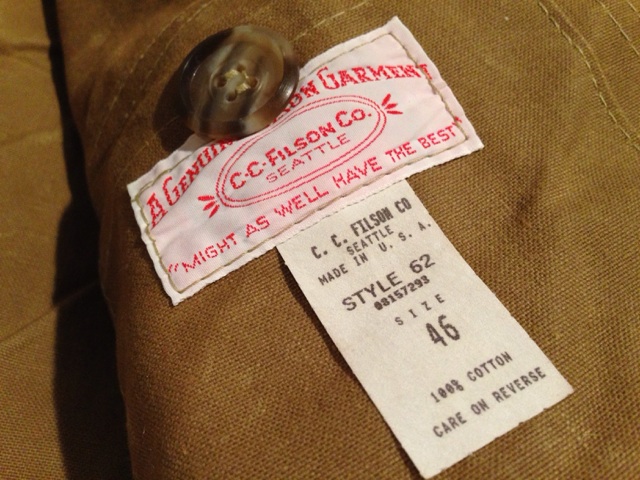 A GENUINE FILSON GARMENT
C·C·FILSON CO.
SEATTLE
"MIGHT AS WELL HAVE THE BEST"
C. C. FILSON CO
SEATTLE
MADE IN U. S. A.
STYLE 62
08157293
SIZE
46
100% COTTON
CARE ON REVERSE